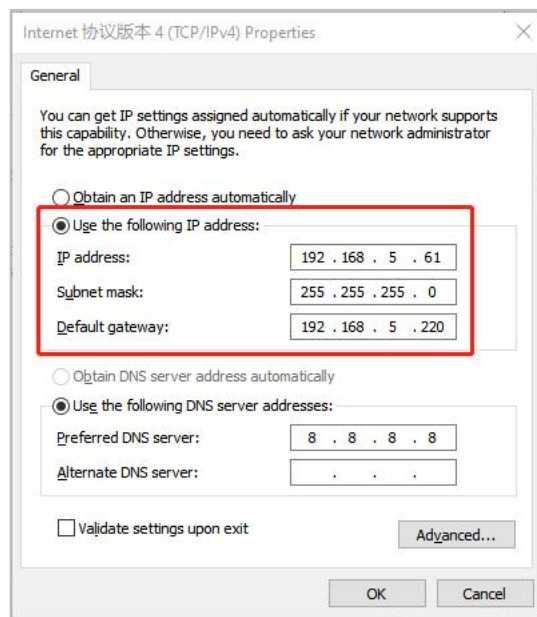 Internet 协议版本 4 (TCP/IPv4) Properties
General
You can get IP settings assigned automatically if your network supports
this capability. Otherwise, you need to ask your network administrator
for the appropriate IP settings.
Obtain an IP address automatically
Use the following IP address:
IP address: 192 . 168 . 5 . 61
Subnet mask: 255 . 255 . 255 . 0
Default gateway: 192 . 168 . 5 . 220
Obtain DNS server address automatically
Use the following DNS server addresses:
Preferred DNS server: 8 . 8 . 8 . 8
Alternate DNS server: . . .
Validate settings upon exit
Advanced...
OK Cancel